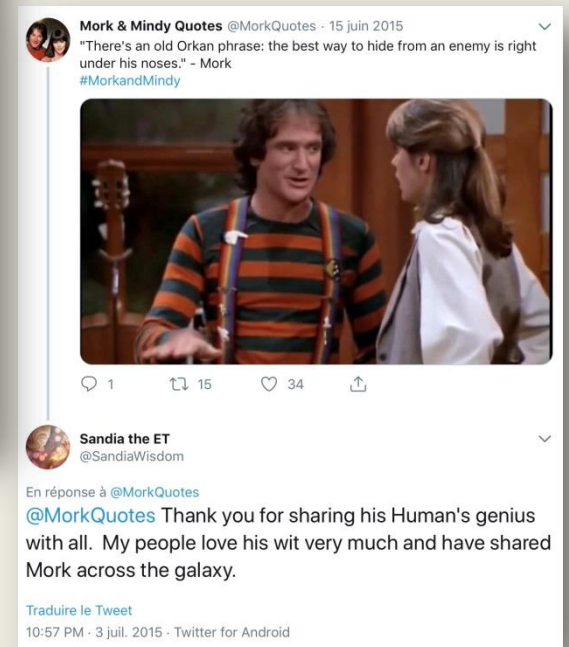 Mork & Mindy Quotes @MorkQuotes · 15 juin 2015
"There's an old Orkan phrase: the best way to hide from an enemy is right
under his noses." - Mork
#MorkandMindy
1 15 34
Sandia the ET
@SandiaWisdom
En réponse à @MorkQuotes
@MorkQuotes Thank you for sharing his Human's genius
with all. My people love his wit very much and have shared
Mork across the galaxy.
Traduire le Tweet
10:57 PM · 3 juil. 2015 · Twitter for Android